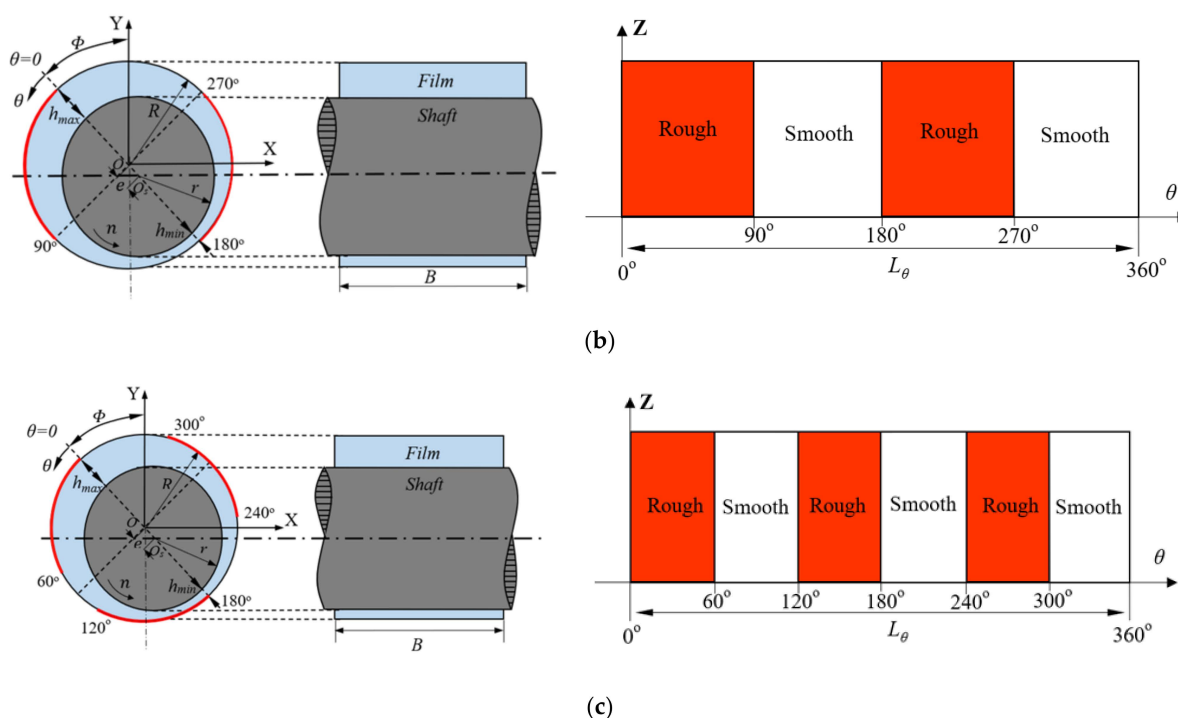 Y
Φ
θ=0
θ
270°
h_max
R
X
O
e
O_s
r
n
h_min
90°
180°
Film
Shaft
B
Z
Rough
Smooth
Rough
Smooth
θ
90°
180°
270°
0°
L_θ
360°
(b)
Y
Φ
300°
θ=0
θ
h_max
R
240°
X
O
e
O_s
r
n
h_min
60°
180°
120°
Film
Shaft
B
Z
Rough
Smooth
Rough
Smooth
Rough
Smooth
θ
60°
120°
180°
240°
300°
0°
L_θ
360°
(c)